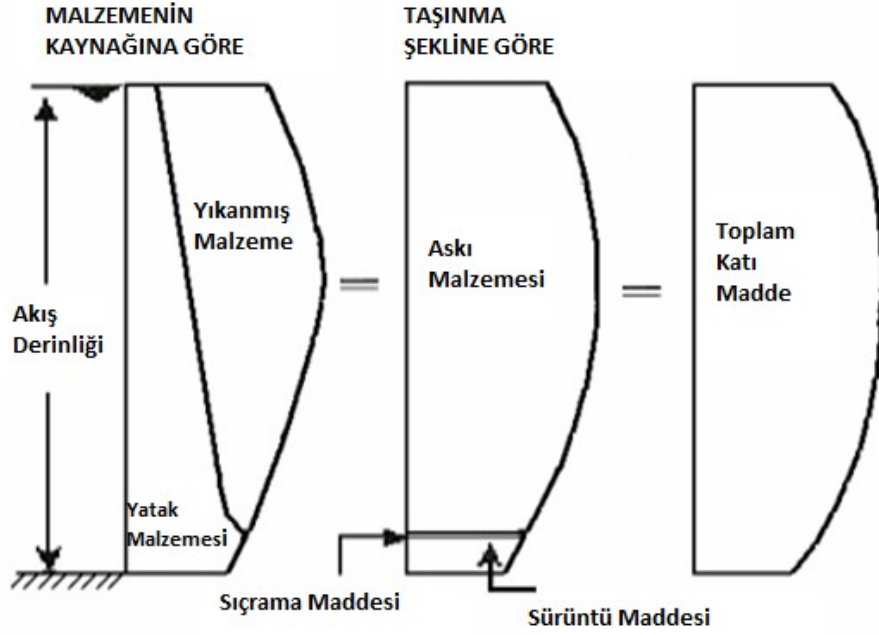 MALZEMENİN
KAYNAĞINA GÖRE
TAŞINMA
ŞEKLİNE GÖRE
Yıkanmış
Malzeme
Askı
Malzemesi
Toplam
Katı
Madde
Akış
Derinliği
Yatak
Malzemesi
Sıçrama Maddesi
Sürüntü Maddesi